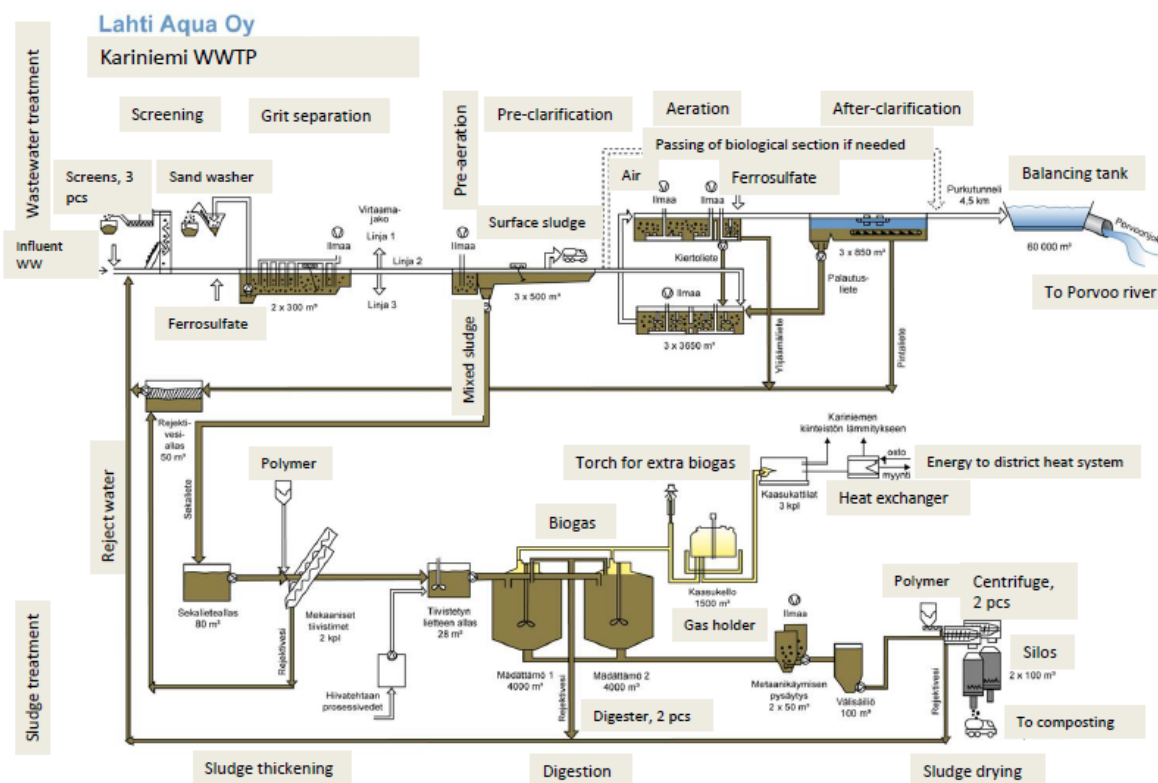 Lahti Aqua Oy
Kariniemi WWTP
Wastewater treatment
Screening
Grit separation
Pre-aeration
Pre-clarification
Aeration
After-clarification
Passing of biological section if needed
Screens, 3
pcs
Sand washer
Air
Ferrosulfate
Balancing tank
Influent
WW
Virtaama-
jako
Linja 1
Linja 2
Linja 3
Ilmaa
Ilmaa
Surface sludge
Ilmaa
Ilmaa
Purkutunneli
4,5 km
60 000 m³
Porvoonjoki
To Porvoo river
Ferrosulfate
2 x 300 m³
3 x 500 m³
Mixed sludge
Kiertoliete
Ilmaa
3 x 3650 m³
3 x 850 m³
Palautus-
liete
Ylijäämäliete
Pintaliete
Rejekti-
vesi-
allas
50 m³
Reject water
Sekaliete
Polymer
Torch for extra biogas
Biogas
Kariniemen
kiinteistön lämmitykseen
Kaasukattilat
3 kpl
osto
myynti
Energy to district heat system
Heat exchanger
Sekalieteallas
80 m³
Mekaaniset
tiivistimet
2 kpl
Rejektivesi
Tiivistetyn
lietteen allas
28 m³
Hiivatehtaan
prosessivedet
Mädättämö 1
4000 m³
Mädättämö 2
4000 m³
Rejektivesi
Digester, 2 pcs
Kaasukello
1500 m³
Gas holder
Ilmaa
Metaanikäymisen
pysäytys
2 x 50 m³
Välisäiliö
100 m³
Polymer
Centrifuge,
2 pcs
Silos
2 x 100 m³
Rejektivesi
To composting
Sludge treatment
Sludge thickening
Digestion
Sludge drying